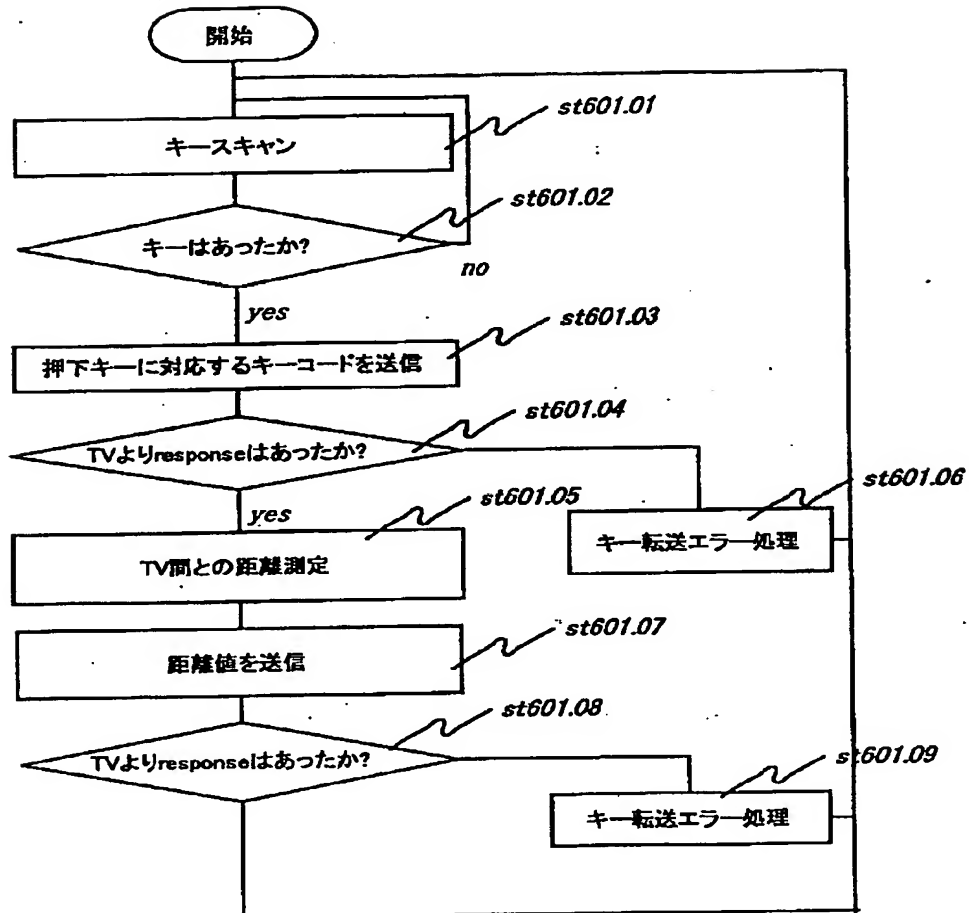 開始
st601.01
キースキャン
st601.02
キーはあったか?
no
yes
st601.03
押下キーに対応するキーコードを送信
st601.04
TVよりresponseはあったか?
st601.06
yes
st601.05
キー転送エラー処理
TV間との距離測定
st601.07
距離値を送信
st601.08
TVよりresponseはあったか?
st601.09
キー転送エラー処理